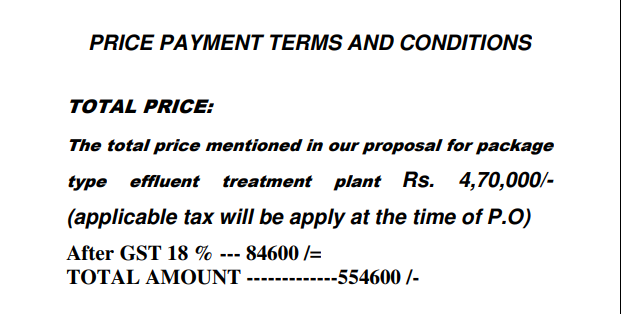 PRICE PAYMENT TERMS AND CONDITIONS
TOTAL PRICE:
The total price mentioned in our proposal for package
type effluent treatment plant Rs. 4,70,000/-
(applicable tax will be apply at the time of P.O)
After GST 18 % --- 84600 /=
TOTAL AMOUNT -------------554600 /-